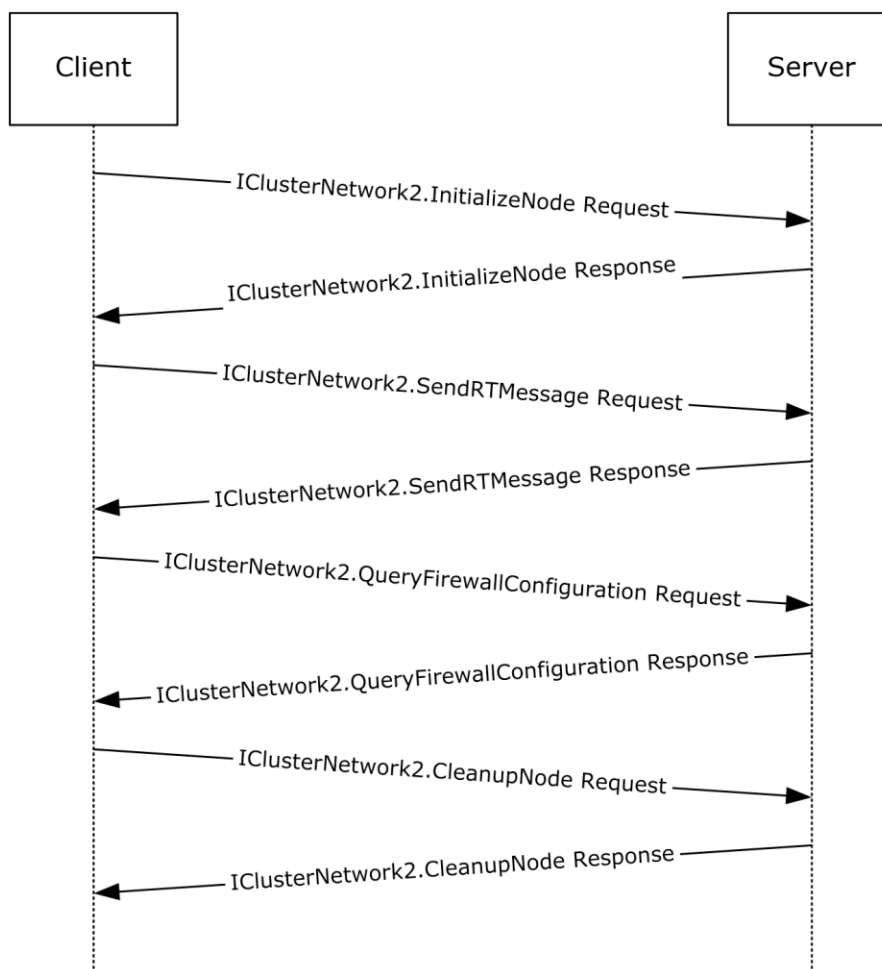 Client
Server
IClusterNetwork2.InitializeNode Request
IClusterNetwork2.InitializeNode Response
IClusterNetwork2.SendRTMessage Request
IClusterNetwork2.SendRTMessage Response
IClusterNetwork2.QueryFirewallConfiguration Request
IClusterNetwork2.QueryFirewallConfiguration Response
IClusterNetwork2.CleanupNode Request
IClusterNetwork2.CleanupNode Response